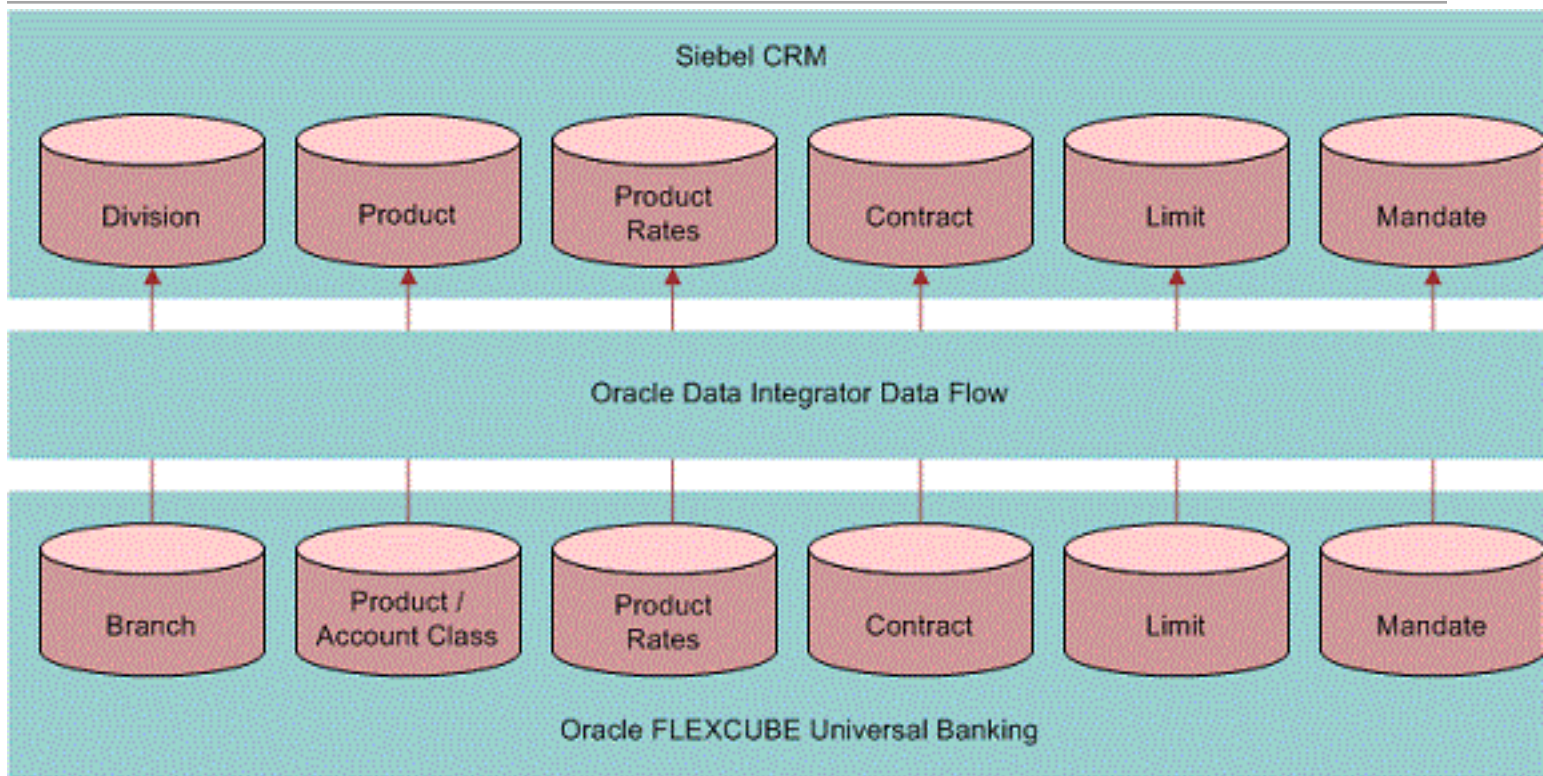 Siebel CRM
Division
Product
Product
Rates
Contract
Limit
Mandate
Oracle Data Integrator Data Flow
Branch
Product /
Account Class
Product
Rates
Contract
Limit
Mandate
Oracle FLEXCUBE Universal Banking